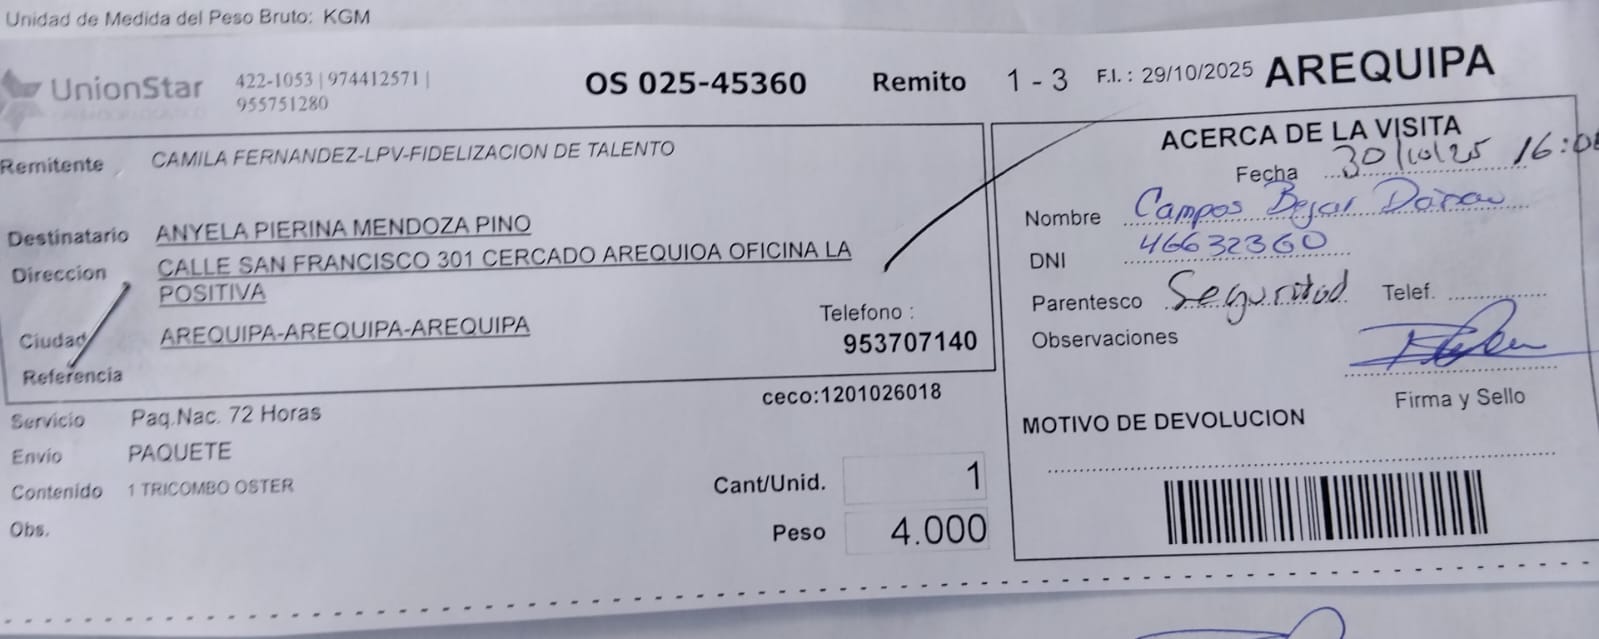 Unidad de Medida del Peso Bruto: KGM
UnionStar 422-1053 | 974412571 |
955751280
OS 025-45360 Remito 1 - 3 F.I. : 29/10/2025 AREQUIPA
Remitente CAMILA FERNANDEZ-LPV-FIDELIZACION DE TALENTO
Destinatario ANYELA PIERINA MENDOZA PINO
Direccion CALLE SAN FRANCISCO 301 CERCADO AREQUIOA OFICINA LA
POSITIVA
Ciudad AREQUIPA-AREQUIPA-AREQUIPA
Telefono :
953707140
Referencia
ceco:1201026018
Servicio Paq.Nac. 72 Horas
Envio PAQUETE
Contenido 1 TRICOMBO OSTER
Obs.
Cant/Unid. 1
Peso 4.000
ACERCA DE LA VISITA
Fecha 30/10/25 16:0
Nombre Campos Bejar
DNI 46632360
Parentesco Seguridad Telef.
Observaciones
Firma y Sello
MOTIVO DE DEVOLUCION